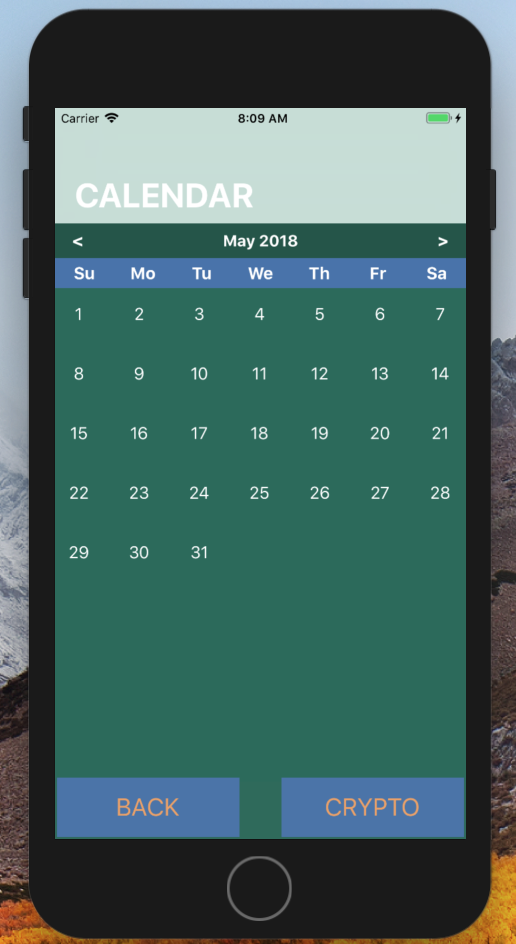 Carrier 8:09 AM
CALENDAR
< May 2018 >
Su Mo Tu We Th Fr Sa
1 2 3 4 5 6 7
8 9 10 11 12 13 14
15 16 17 18 19 20 21
22 23 24 25 26 27 28
29 30 31
BACK CRYPTO